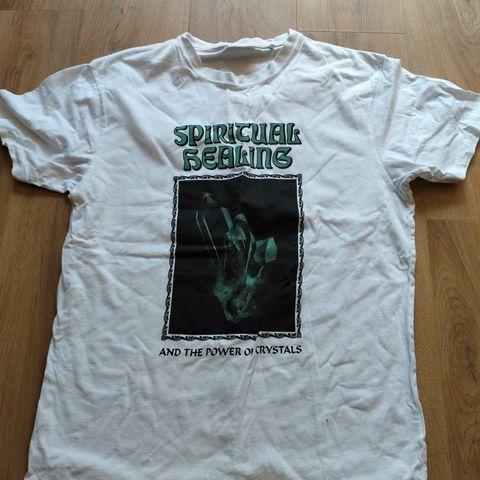 SPIRITUAL
HEALING
AND THE POWER OF CRYSTALS